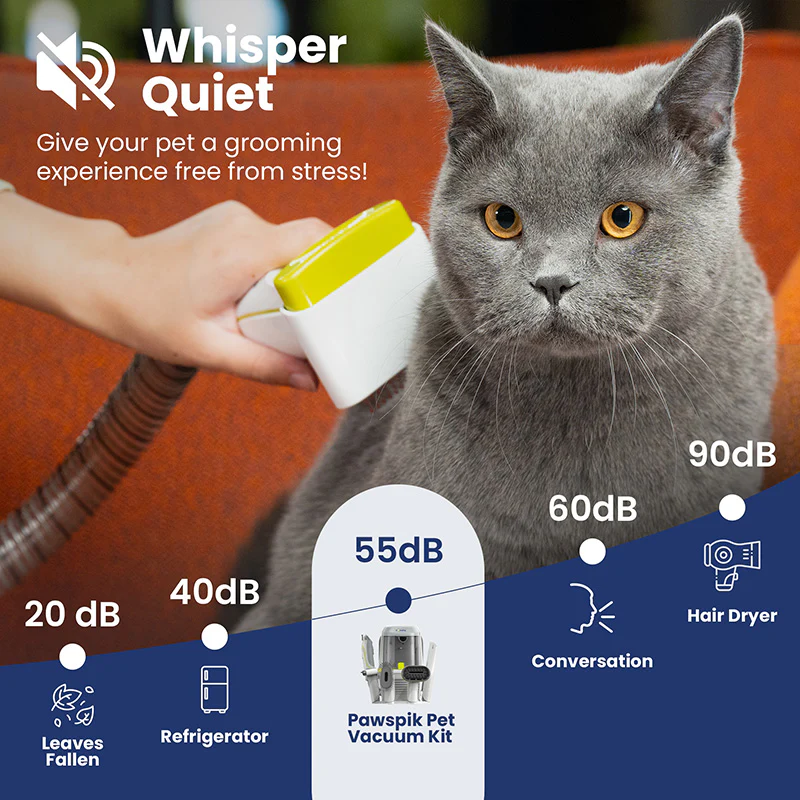 Whisper
Quiet
Give your pet a grooming
experience free from stress!
20 dB
Leaves
Fallen
40dB
Refrigerator
55dB
Pawspik Pet
Vacuum Kit
60dB
Conversation
90dB
Hair Dryer